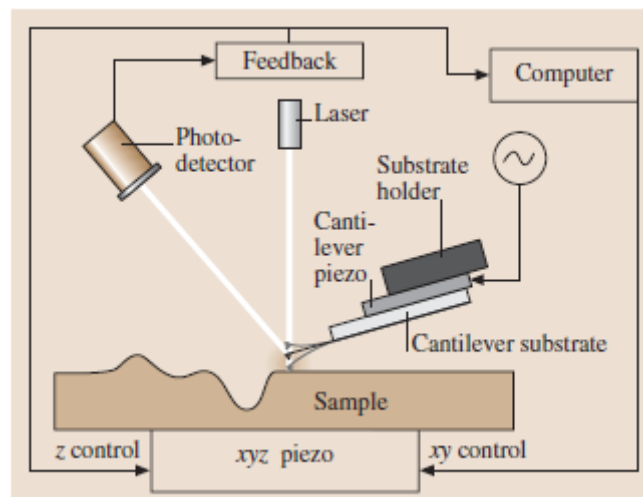 Feedback
Computer
Laser
Photo-
detector
Substrate
holder
Canti-
lever
piezo
Cantilever substrate
Sample
z control
xyz piezo
xy control